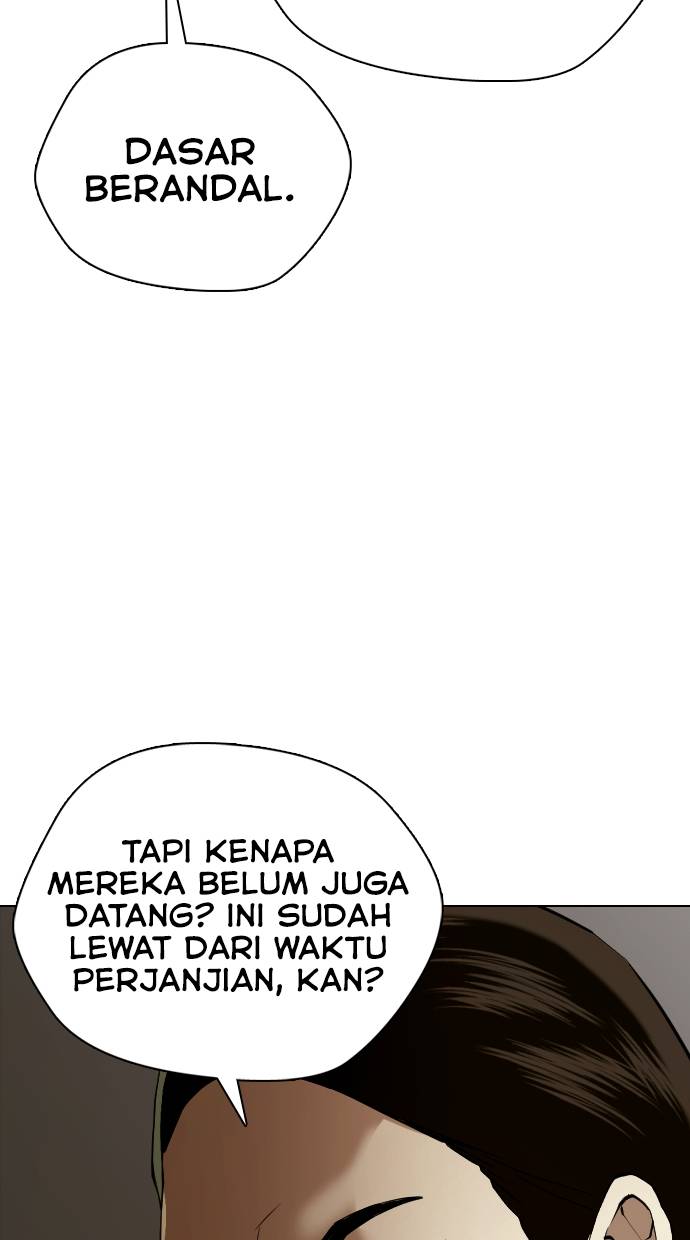 DASAR
BERANDAL.
TAPI KENAPA
MEREKA BELUM JUGA
DATANG? INI SUDAH
LEWAT DARI WAKTU
PERJANJIAN, KAN?